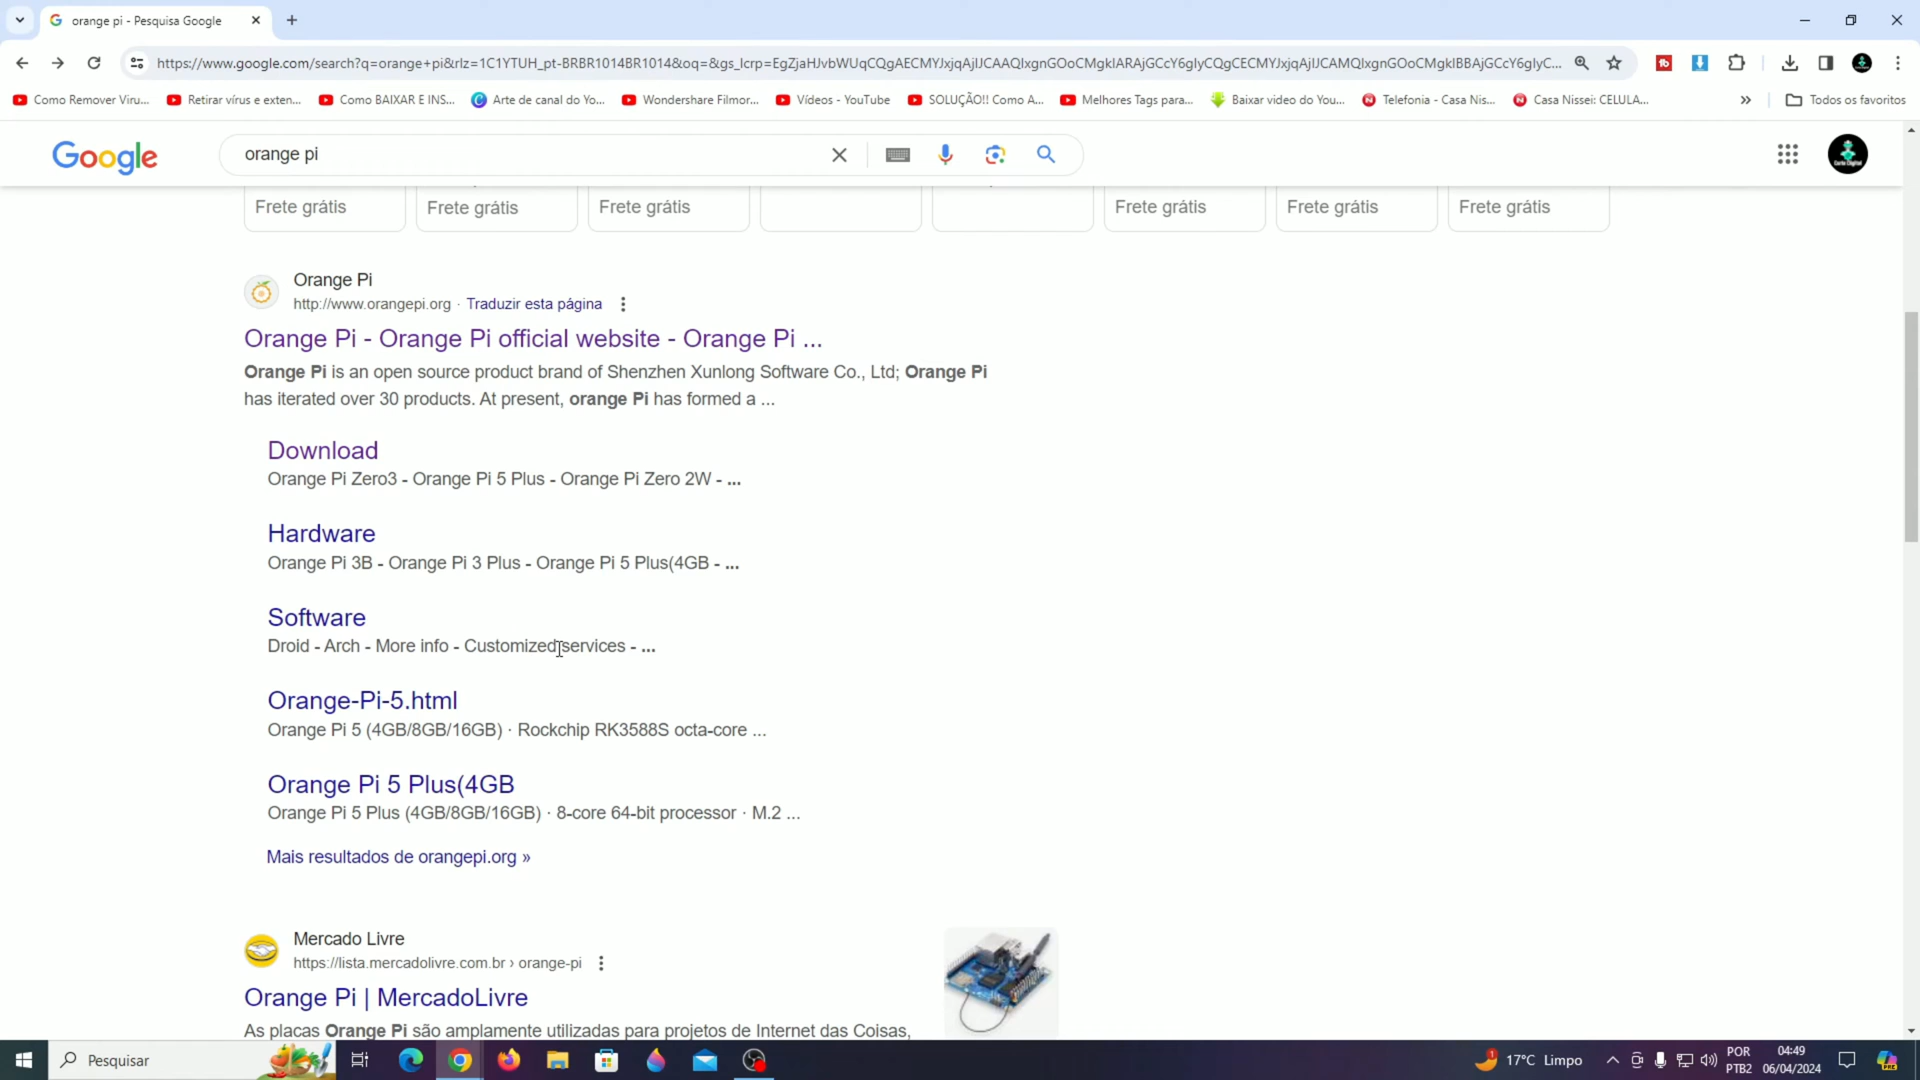 orange pi - Pesquisa Google
https://www.google.com/search?q=orange+pi&rlz=1C1YTUH_pt-BRBR1014BR1014&oq=&gs_lcrp=EgZjaHJvbWUqCQgAECMYJxjqAjIJCAAQIxgnGOoCMgkIARAjGCcY6gIyCQgCECMYJxjqAjIJCAMQIxgnGOoCMgkIBBAjGCcY6gIyC...
Como Remover Viru...
Retirar vírus e exten...
Como BAIXAR E INS...
Arte de canal do Yo...
Wondershare Filmor...
Vídeos - YouTube
SOLUÇÃO!! Como A...
Melhores Tags para...
Baixar video do You...
Telefonia - Casa Nis...
Casa Nissei: CELULA...
Todos os favoritos
Google
orange pi
Frete grátis
Frete grátis
Frete grátis
Frete grátis
Frete grátis
Frete grátis
Orange Pi
http://www.orangepi.org · Traduzir esta página
Orange Pi - Orange Pi official website - Orange Pi ...
Orange Pi is an open source product brand of Shenzhen Xunlong Software Co., Ltd; Orange Pi
has iterated over 30 products. At present, orange Pi has formed a ...
Download
Orange Pi Zero3 - Orange Pi 5 Plus - Orange Pi Zero 2W - ...
Hardware
Orange Pi 3B - Orange Pi 3 Plus - Orange Pi 5 Plus(4GB - ...
Software
Droid - Arch - More info - Customized services - ...
Orange-Pi-5.html
Orange Pi 5 (4GB/8GB/16GB) · Rockchip RK3588S octa-core ...
Orange Pi 5 Plus(4GB
Orange Pi 5 Plus (4GB/8GB/16GB) · 8-core 64-bit processor · M.2 ...
Mais resultados de orangepi.org »
Mercado Livre
https://lista.mercadolivre.com.br › orange-pi
Orange Pi | MercadoLivre
As placas Orange Pi são amplamente utilizadas para projetos de Internet das Coisas,
Pesquisar
1
17°C Limpo
POR
PTB2
04:49
06/04/2024
PRE